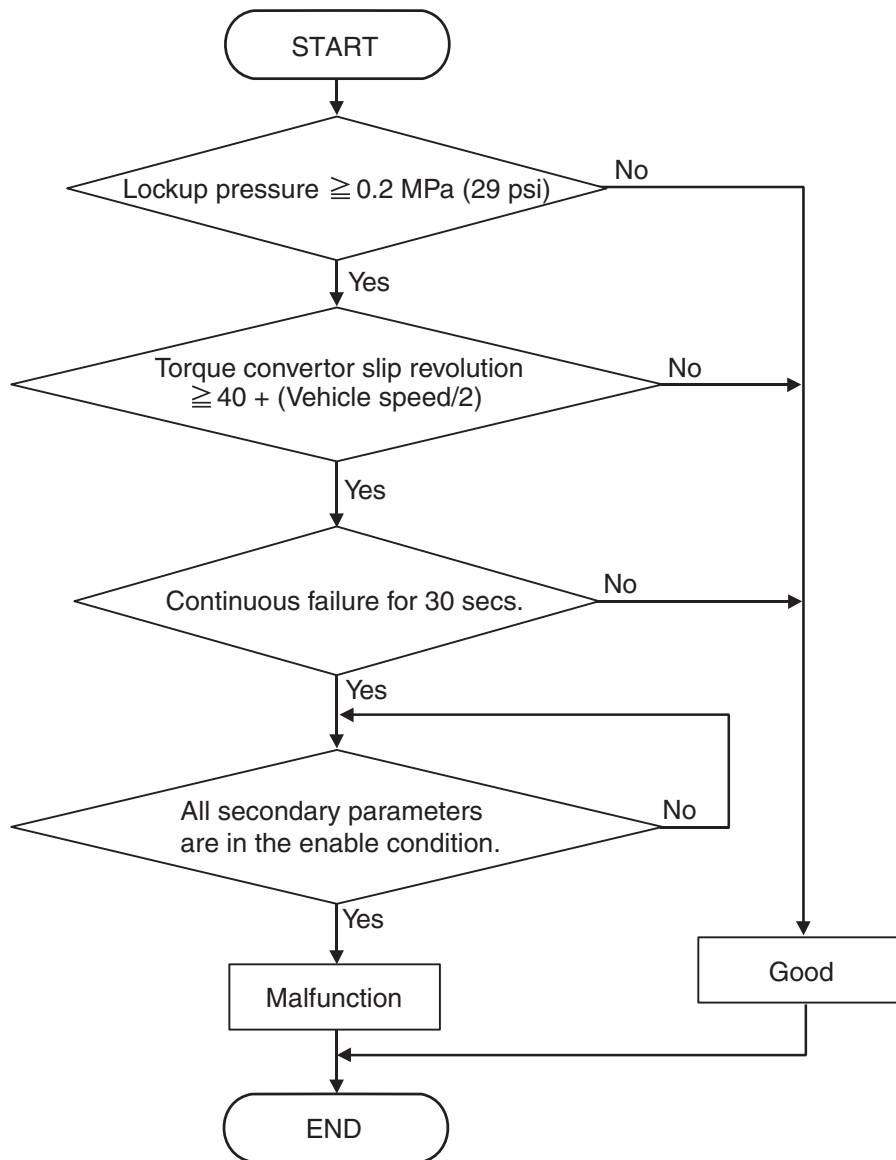 START
Lockup pressure ≧ 0.2 MPa (29 psi)
No
Yes
Torque convertor slip revolution
≧ 40 + (Vehicle speed/2)
No
Yes
Continuous failure for 30 secs.
No
Yes
All secondary parameters
are in the enable condition.
No
Yes
Malfunction
Good
END